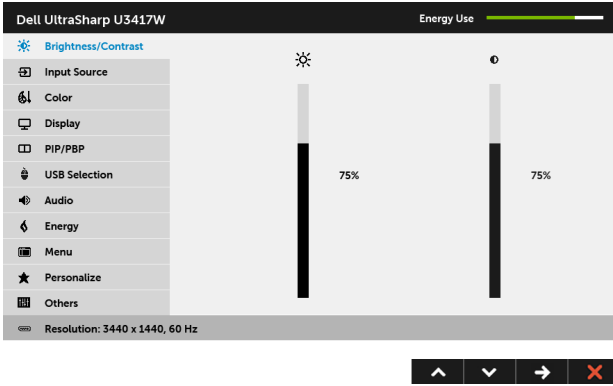 Dell UltraSharp U3417W
Energy Use
Brightness/Contrast
Input Source
Color
Display
PIP/PBP
USB Selection
Audio
Energy
Menu
Personalize
Others
75%
75%
Resolution: 3440 x 1440, 60 Hz